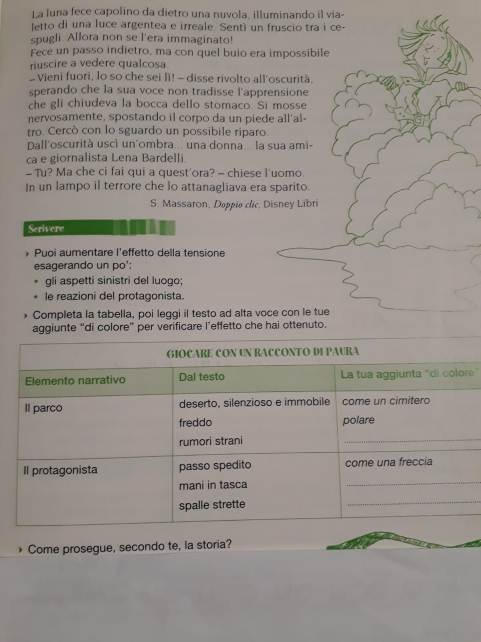 La luna fece capolino da dietro una nuvola, illuminando il via-
letto di una luce argentea e irreale. Sentì un fruscio tra i ce-
spugli. Allora non se l'era immaginato!
Fece un passo indietro, ma con quel buio era impossibile
riuscire a vedere qualcosa.
– Vieni fuori, lo so che sei lì! – disse rivolto all'oscurità,
sperando che la sua voce non tradisse l'apprensione
che gli chiudeva la bocca dello stomaco. Si mosse
nervosamente, spostando il corpo da un piede all'al-
tro. Cercò con lo sguardo un possibile riparo.
Dall'oscurità uscì un'ombra... una donna... la sua ami-
ca e giornalista Lena Bardelli.
– Tu? Ma che ci fai qui a quest'ora? – chiese l'uomo.
In un lampo il terrore che lo attanagliava era sparito.
S. Massaron, Doppio clic, Disney Libri
Scrivere
Puoi aumentare l'effetto della tensione
esagerando un po':
• gli aspetti sinistri del luogo;
• le reazioni del protagonista.
Completa la tabella, poi leggi il testo ad alta voce con le tue
aggiunte "di colore" per verificare l'effetto che hai ottenuto.
GIOCARE CON UN RACCONTO DI PAURA
Elemento narrativo Dal testo La tua aggiunta "di colore"
Il parco deserto, silenzioso e immobile come un cimitero
freddo polare
rumori strani
Il protagonista passo spedito come una freccia
mani in tasca
spalle strette
Come prosegue, secondo te, la storia?